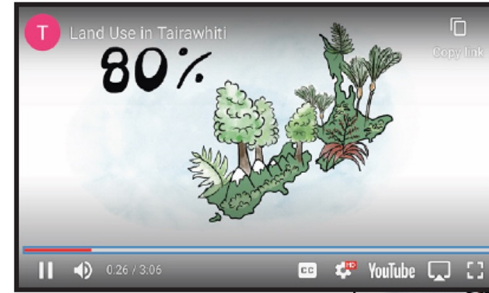 T Land Use in Tairawhiti
Copy link
80%
0:26 / 3:06
CC HD YouTube